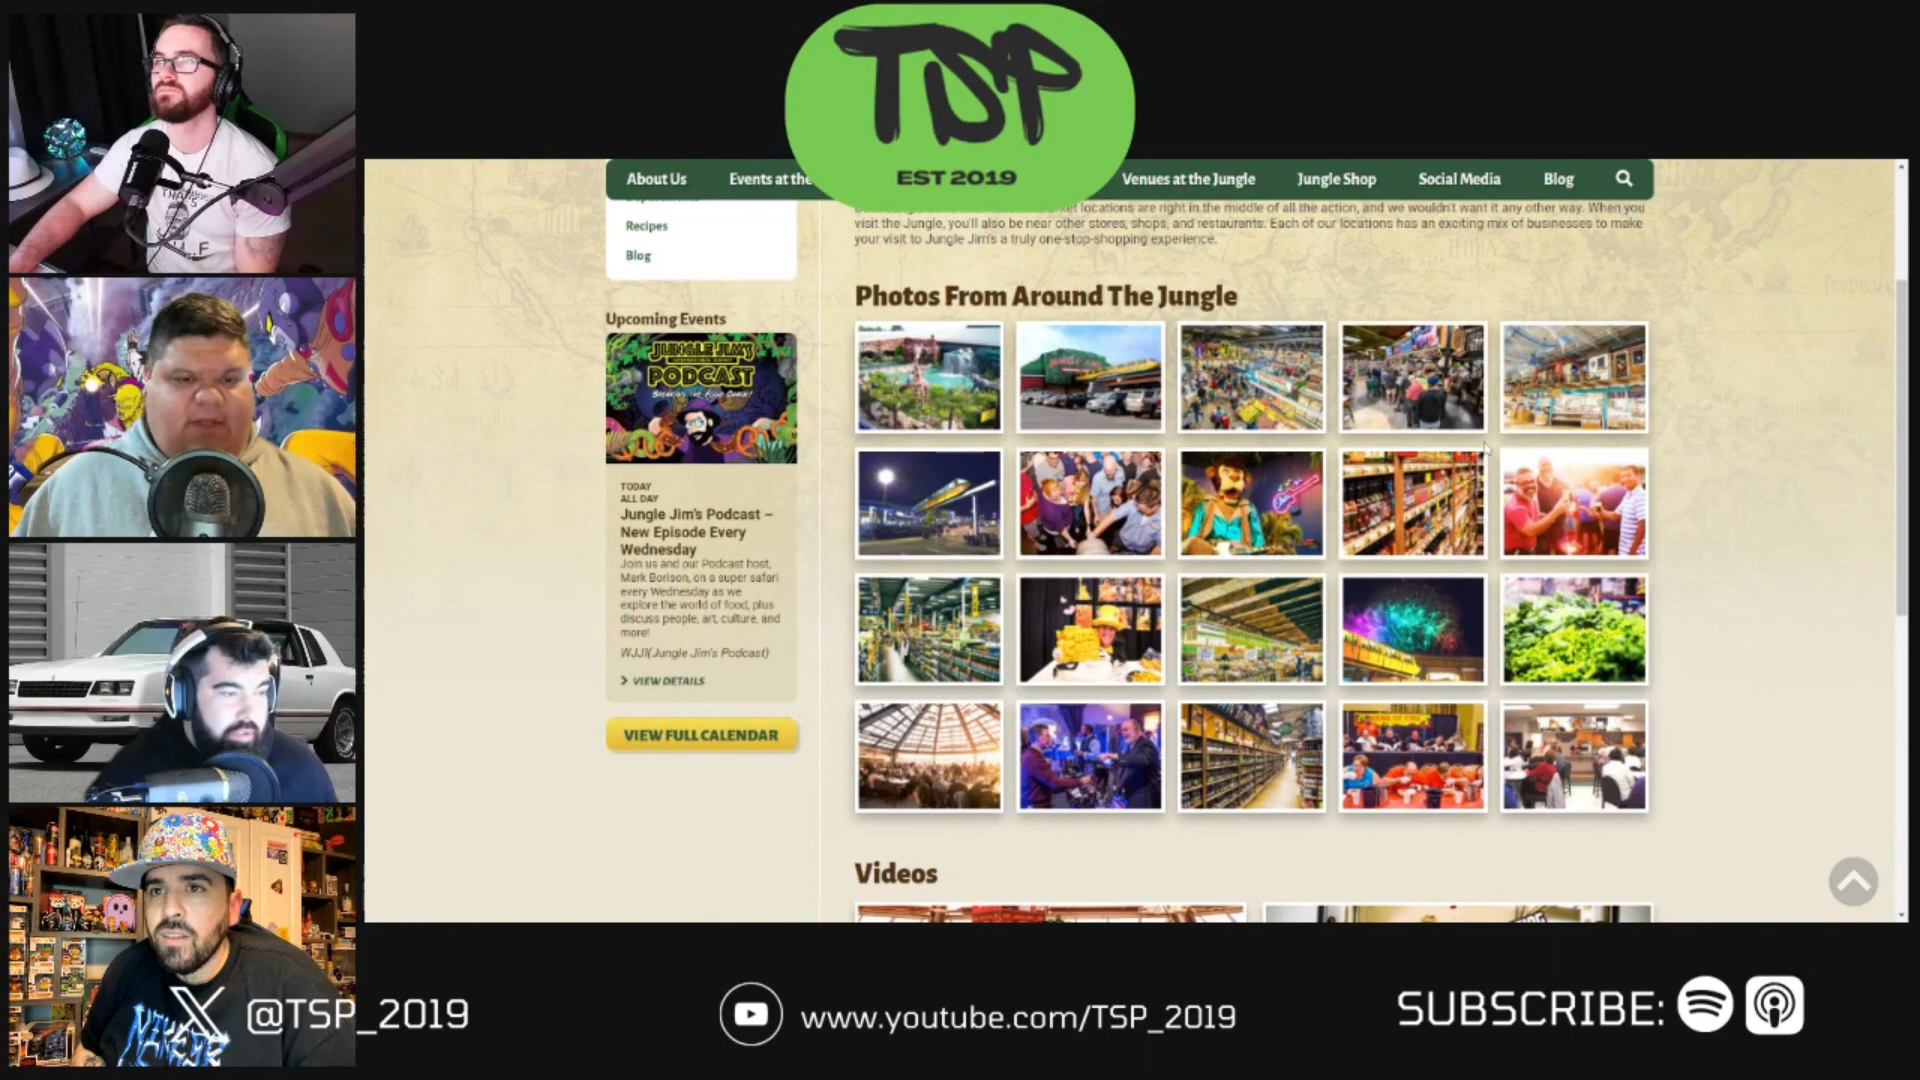 TSP
EST 2019
About Us
Events at the
Venues at the Jungle
Jungle Shop
Social Media
Blog
Recipes
Blog
locations are right in the middle of all the action, and we wouldn't want it any other way. When you
visit the Jungle, you'll also be near other stores, shops, and restaurants. Each of our locations has an exciting mix of businesses to make
your visit to Jungle Jim's a truly one-stop-shopping experience.
Photos From Around The Jungle
Upcoming Events
JUNGLE JIM'S
PODCAST
TODAY
ALL DAY
Jungle Jim's Podcast –
New Episode Every
Wednesday
Join us and our Podcast host,
Mark Borison, on a super safari
every Wednesday as we
explore the world of food, plus
discuss people, art, culture, and
more!
WJJI(Jungle Jim's Podcast)
VIEW DETAILS
VIEW FULL CALENDAR
Videos
@TSP_2019
www.youtube.com/TSP_2019
SUBSCRIBE: